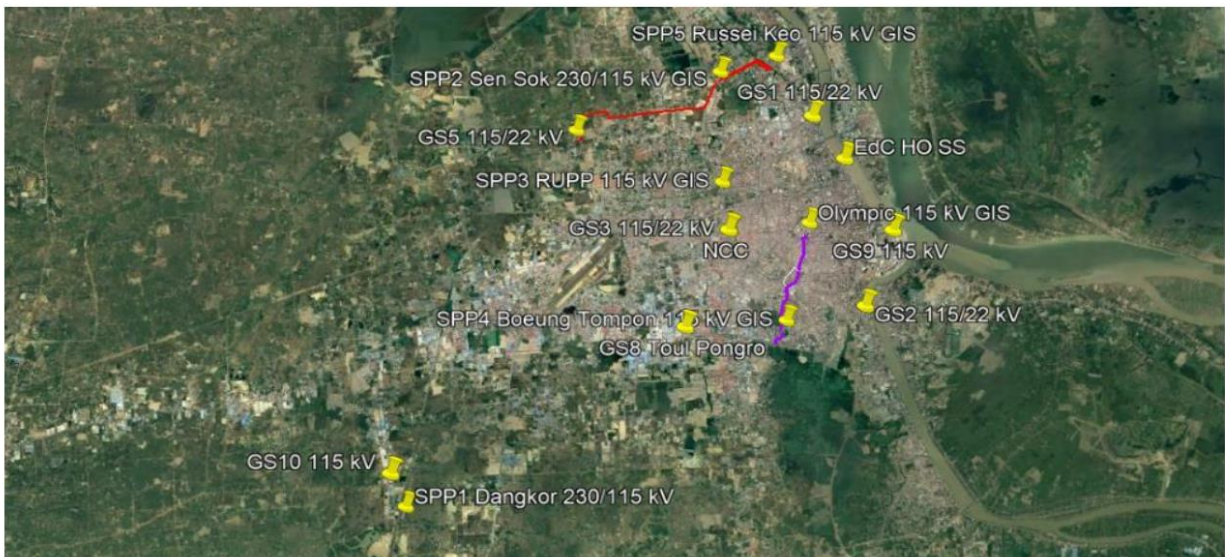 SPP5 Russei Keo 115 kV GIS
SPP2 Sen Sok 230/115 kV GIS
GS1 115/22 kV
GS5 115/22 kV
EdC HO SS
SPP3 RUPP 115 kV GIS
Olympic 115 kV GIS
GS3 115/22 kV
NCC
GS9 115 kV
GS2 115/22 kV
SPP4 Boeung Tompon 115 kV GIS
GS8 Toul Pongro
GS10 115 kV
SPP1 Dangkor 230/115 kV